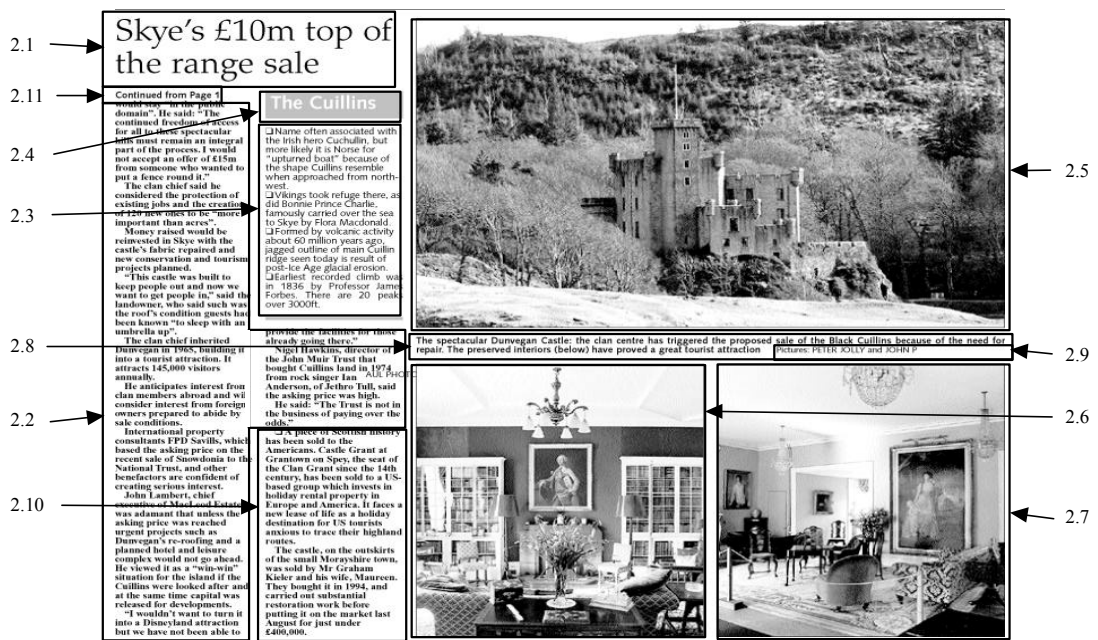 Skye's £10m top of
the range sale
Continued from Page 1
would stay "in the public
domain". He said: "The
continued freedom of access
for all to these spectacular
hills must remain an integral
part of the process. I would
not accept an offer of £15m
from someone who wanted to
put a fence round it."
The clan chief said he
considered the protection of
existing jobs and the creation
of 120 new ones to be "more
important than acres".
Money raised would be
reinvested in Skye with the
castle's fabric repaired and
new conservation and tourism
projects planned.
"This castle was built to
keep people out and now we
want to get people in," said the
landowner, who said such was
the roof's condition guests had
been known "to sleep with an
umbrella up".
The clan chief inherited
Dunvegan in 1965, building it
into a tourist attraction. It
attracts 145,000 visitors
annually.
He anticipates interest from
clan members abroad and wil
consider interest from foreign
owners prepared to abide by
sale conditions.
International property
consultants FPD Savills, which
based the asking price on the
recent sale of Snowdonia to the
National Trust, and other
benefactors are confident of
creating serious interest.
John Lambert, chief
executive of MacLeod Estate
was adamant that unless the
asking price was reached
urgent projects such as
Dunvegan's re-roofing and a
planned hotel and leisure
complex would not go ahead.
He viewed it as a "win-win"
situation for the island if the
Cuillins were looked after and
at the same time capital was
released for developments.
"I wouldn't want to turn it
into a Disneyland attraction
but we have not been able to
The Cuillins
❑Name often associated with
the Irish hero Cuchullin, but
more likely it is Norse for
"upturned boat" because of
the shape Cuillins resemble
when approached from north-
west.
❑Vikings took refuge there, as
did Bonnie Prince Charlie,
famously carried over the sea
to Skye by Flora Macdonald.
❑Formed by volcanic activity
about 60 million years ago,
jagged outline of main Cuillin
ridge seen today is result of
post-Ice Age glacial erosion.
❑Earliest recorded climb was
in 1836 by Professor James
Forbes. There are 20 peaks
over 3000ft.
provide the facilities for those
already going there."
Nigel Hawkins, director of
the John Muir Trust that
bought Cuillins land in 1974
from rock singer Ian
AUL PHOTO
Anderson, of Jethro Tull, said
the asking price was high.
He said: "The Trust is not in
the business of paying over the
odds."
❑ A piece of Scottish history
has been sold to the
Americans. Castle Grant at
Grantown on Spey, the seat of
the Clan Grant since the 14th
century, has been sold to a US-
based group which invests in
holiday rental property in
Europe and America. It faces a
new lease of life as a holiday
destination for US tourists
anxious to trace their highland
routes.
The castle, on the outskirts
of the small Morayshire town,
was sold by Mr Graham
Kieler and his wife, Maureen.
They bought it in 1994, and
carried out substantial
restoration work before
putting it on the market last
August for just under
£400,000.
The spectacular Dunvegan Castle: the clan centre has triggered the proposed sale of the Black Cuillins because of the need for
repair. The preserved interiors (below) have proved a great tourist attraction Pictures: PETER JOLLY and JOHN P
2.1
2.11
2.4
2.3
2.8
2.2
2.10
2.5
2.9
2.6
2.7